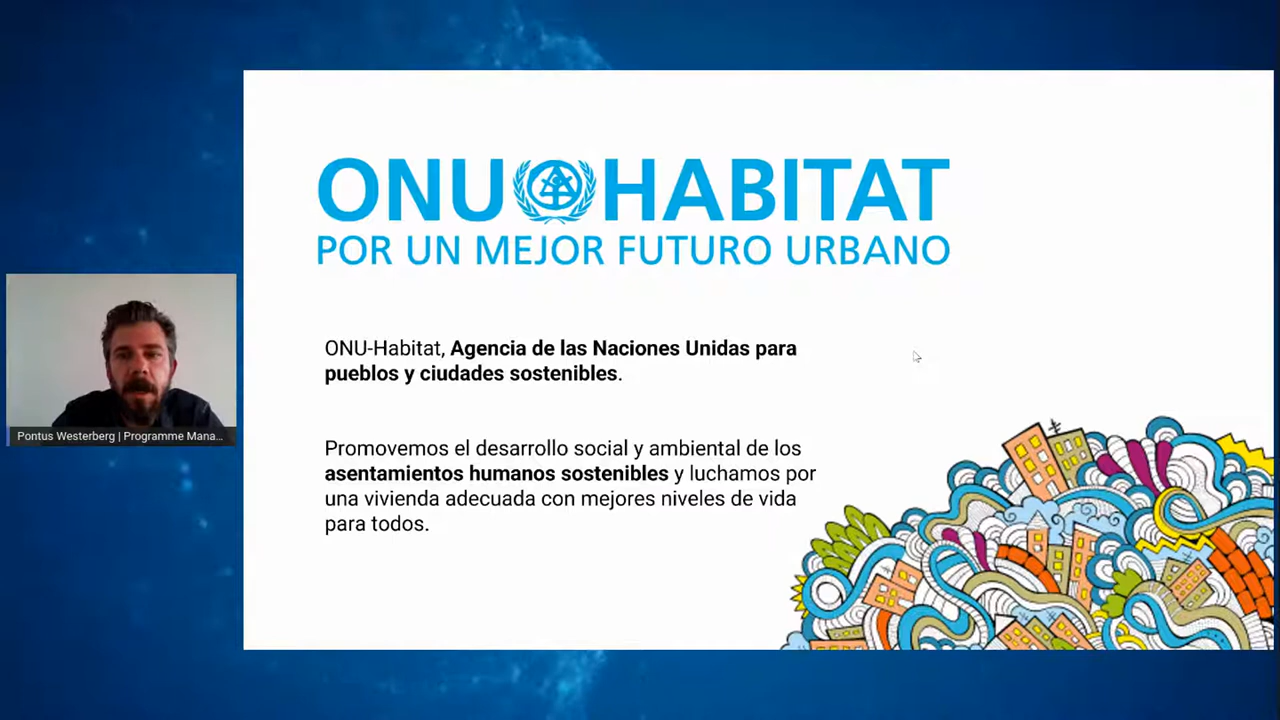 ONU HABITAT
POR UN MEJOR FUTURO URBANO
ONU-Habitat, Agencia de las Naciones Unidas para
pueblos y ciudades sostenibles.
Promovemos el desarrollo social y ambiental de los
asentamientos humanos sostenibles y luchamos por
una vivienda adecuada con mejores niveles de vida
para todos.
Pontus Westerberg | Programme Mana...